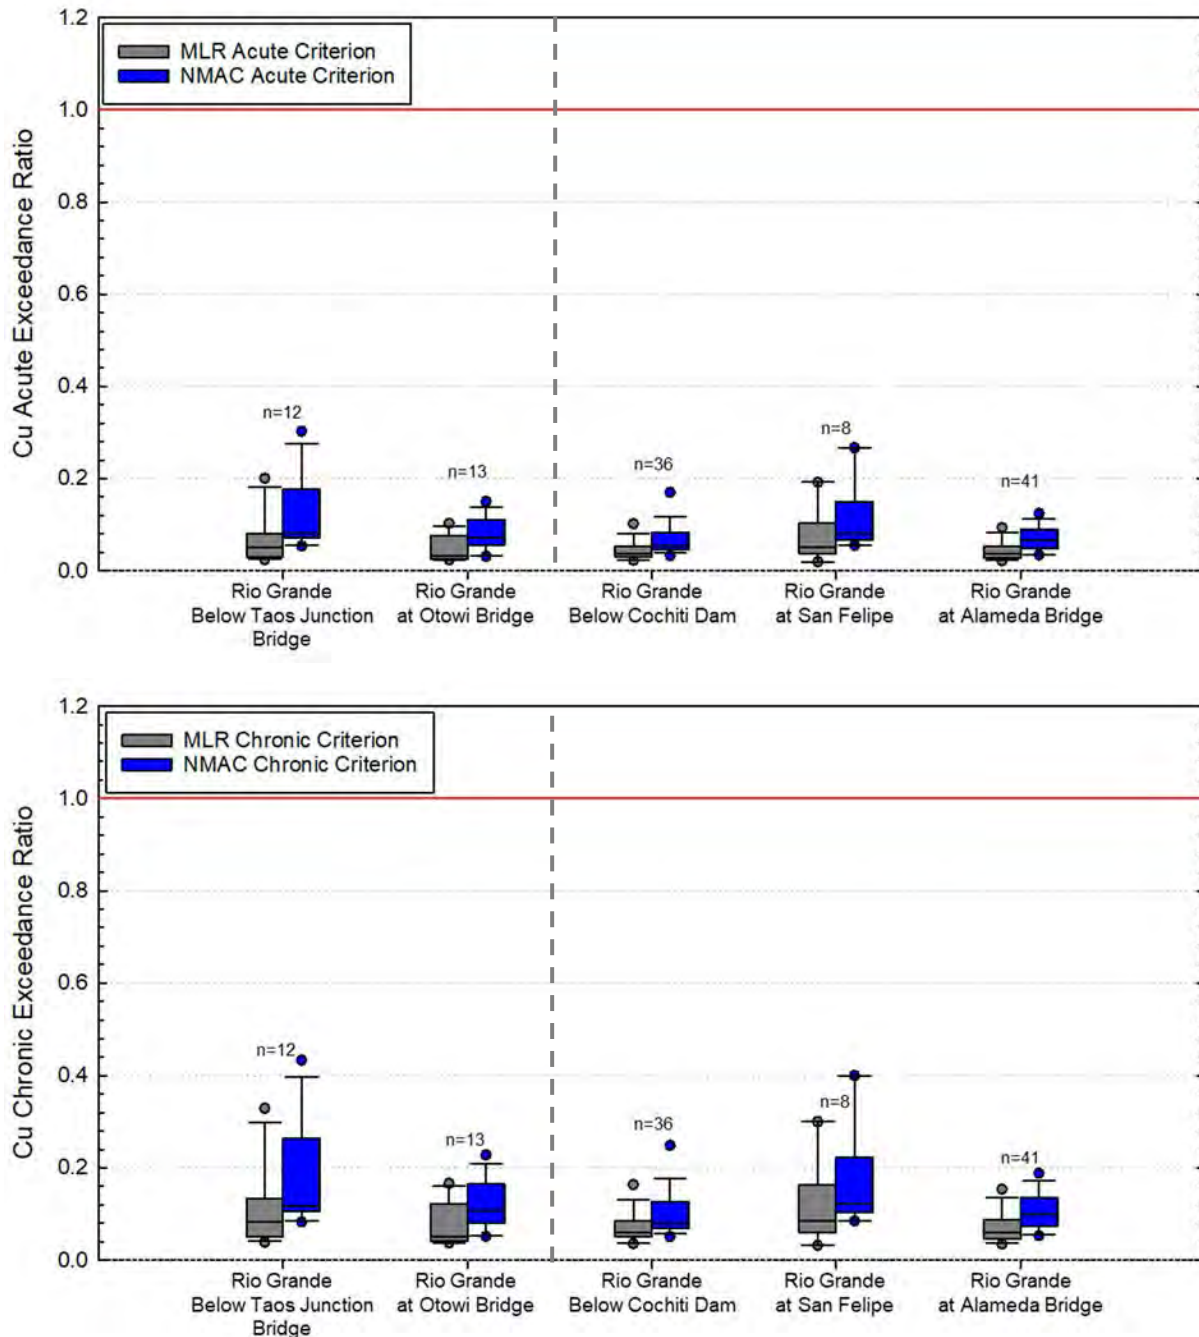 1.2
MLR Acute Criterion
NMAC Acute Criterion
1.0
0.8
0.6
0.4
0.2
0.0
Cu Acute Exceedance Ratio
n=12
n=13
n=36
n=8
n=41
Rio Grande
Below Taos Junction
Bridge
Rio Grande
at Otowi Bridge
Rio Grande
Below Cochiti Dam
Rio Grande
at San Felipe
Rio Grande
at Alameda Bridge
1.2
MLR Chronic Criterion
NMAC Chronic Criterion
1.0
0.8
0.6
0.4
0.2
0.0
Cu Chronic Exceedance Ratio
n=12
n=13
n=36
n=8
n=41
Rio Grande
Below Taos Junction
Bridge
Rio Grande
at Otowi Bridge
Rio Grande
Below Cochiti Dam
Rio Grande
at San Felipe
Rio Grande
at Alameda Bridge